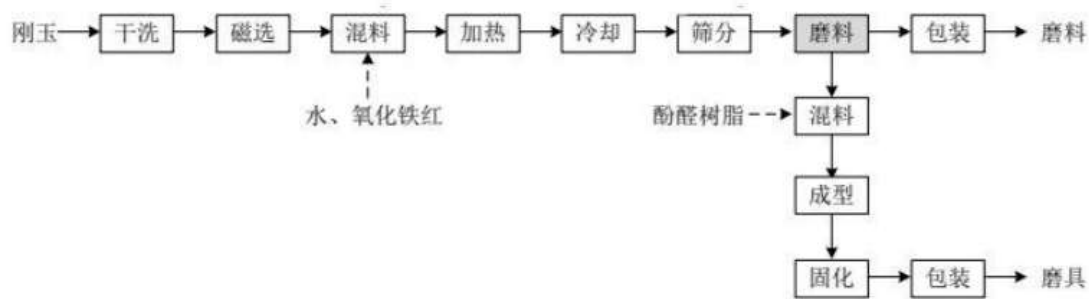 刚玉 干洗 磁选 混料 加热 冷却 筛分 磨料 包装 磨料
水、氧化铁红 酚醛树脂 混料
成型
固化 包装 磨具